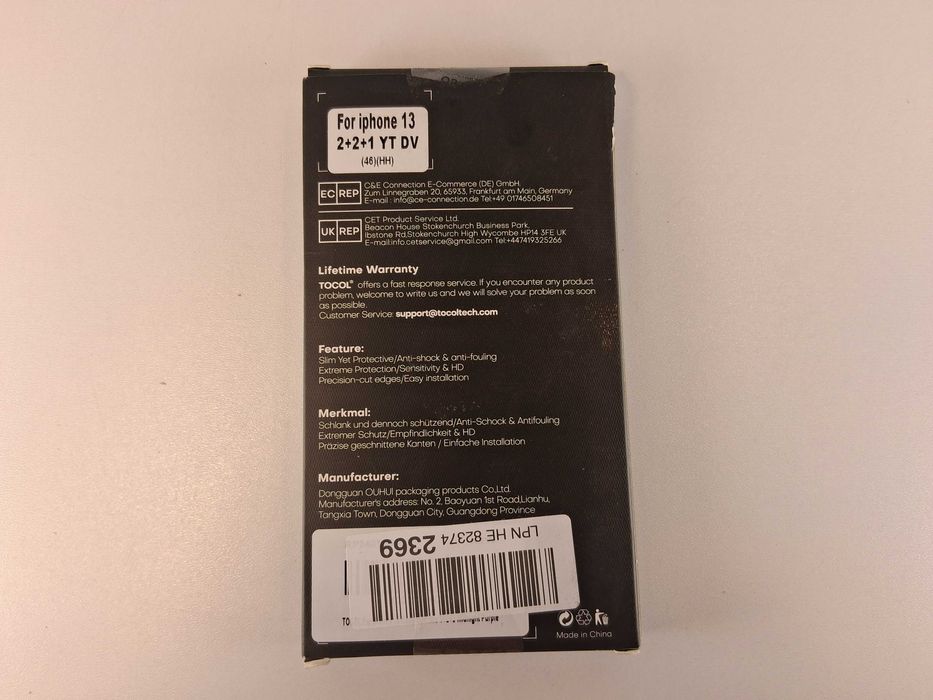 For iphone 13
2+2+1 YT DV
(46)(HH)
EC REP
C&E Connection E-Commerce (DE) GmbH.
Zum Linnegraben 20, 65933, Frankfurt am Main, Germany
E-mail : info@ce-connection.de Tel:+49 01746508451
UK REP
CET Product Service Ltd.
Beacon House Stokenchurch Business Park,
Ibstone Rd,Stokenchurch High Wycombe HP14 3FE UK
E-mail:info.cetservice@gmail.com Tel:+447419325266
Lifetime Warranty
TOCOL® offers a fast response service. If you encounter any product
problem, welcome to write us and we will solve your problem as soon
as possible.
Customer Service: support@tocoltech.com
Feature:
Slim Yet Protective/Anti-shock & anti-fouling
Extreme Protection/Sensitivity & HD
Precision-cut edges/Easy installation
Merkmal:
Schlank und dennoch schützend/Anti-Schock & Antifouling
Extremer Schutz/Empfindlichkeit & HD
Präzise geschnittene Kanten / Einfache Installation
Manufacturer:
Dongguan OUHUI packaging products Co.,Ltd.
Manufacturer's address: No. 2, Baoyuan 1st Road,Lianhu,
Tangxia Town, Dongguan City, Guangdong Province
LPN HE 82374 2369
Midnight Purple
Made in China